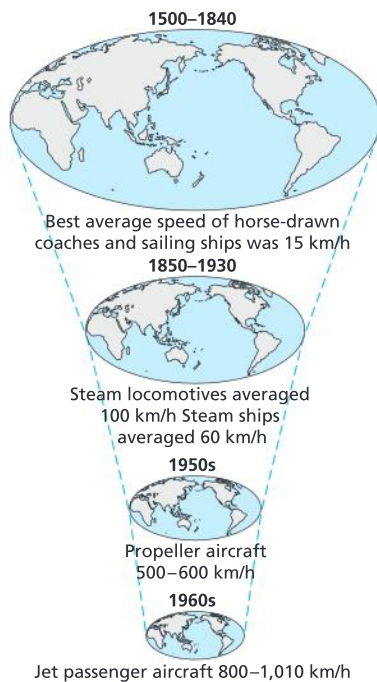 1500–1840
Best average speed of horse-drawn
coaches and sailing ships was 15 km/h
1850–1930
Steam locomotives averaged
100 km/h Steam ships
averaged 60 km/h
1950s
Propeller aircraft
500–600 km/h
1960s
Jet passenger aircraft 800–1,010 km/h